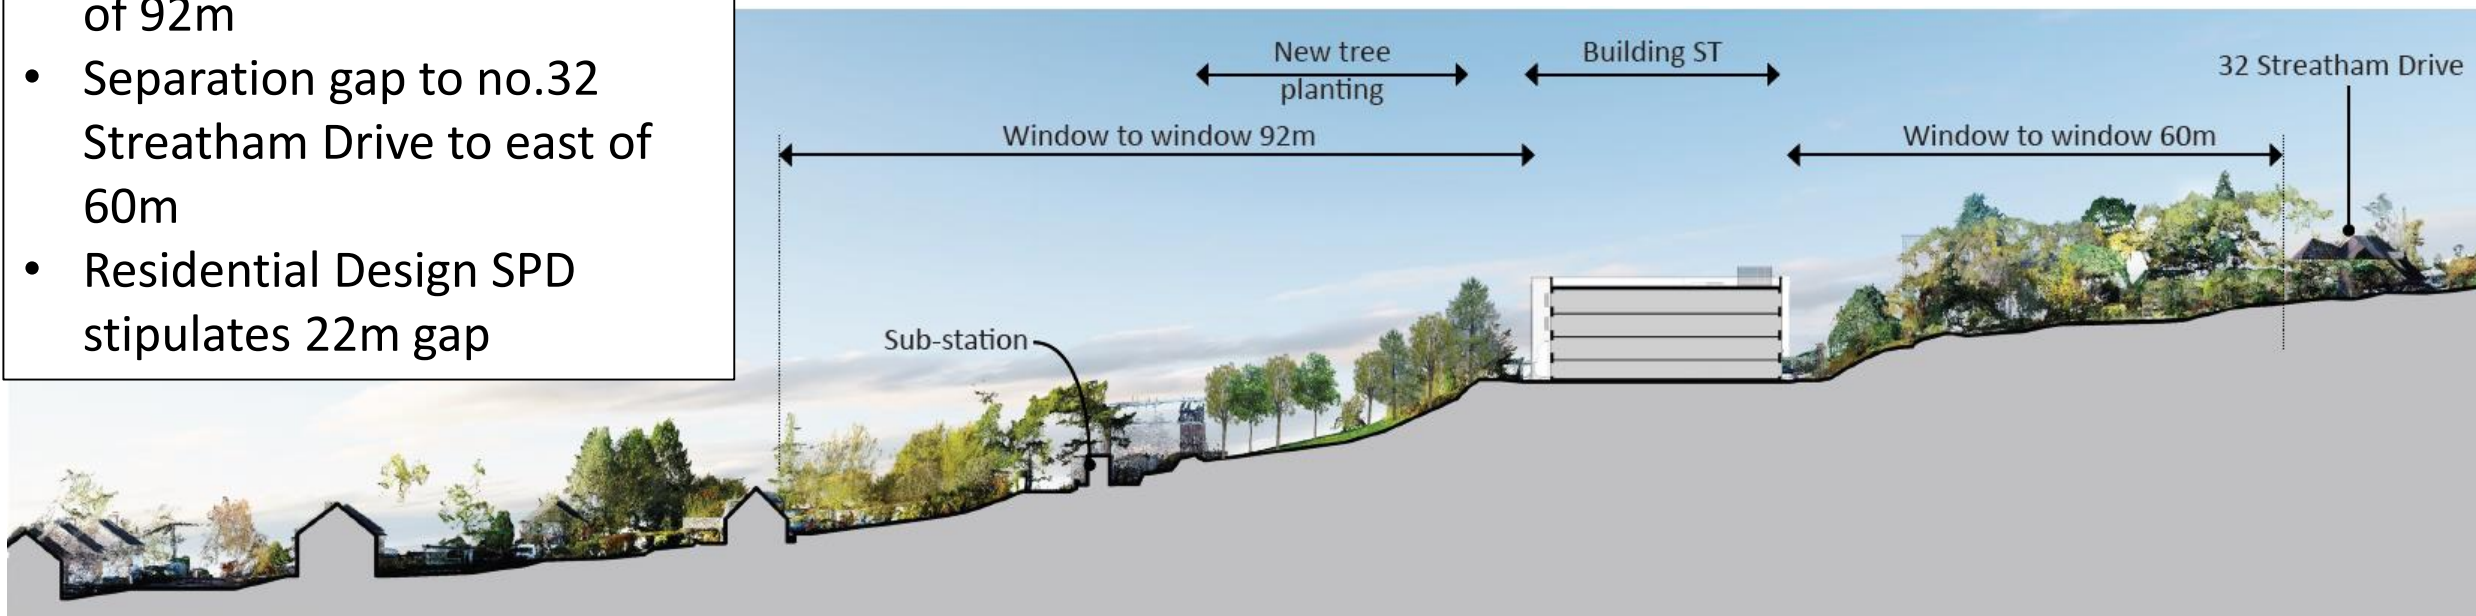 of 92m
• Separation gap to no.32
Streatham Drive to east of
60m
• Residential Design SPD
stipulates 22m gap
New tree
planting
Building ST
32 Streatham Drive
Window to window 92m
Window to window 60m
Sub-station